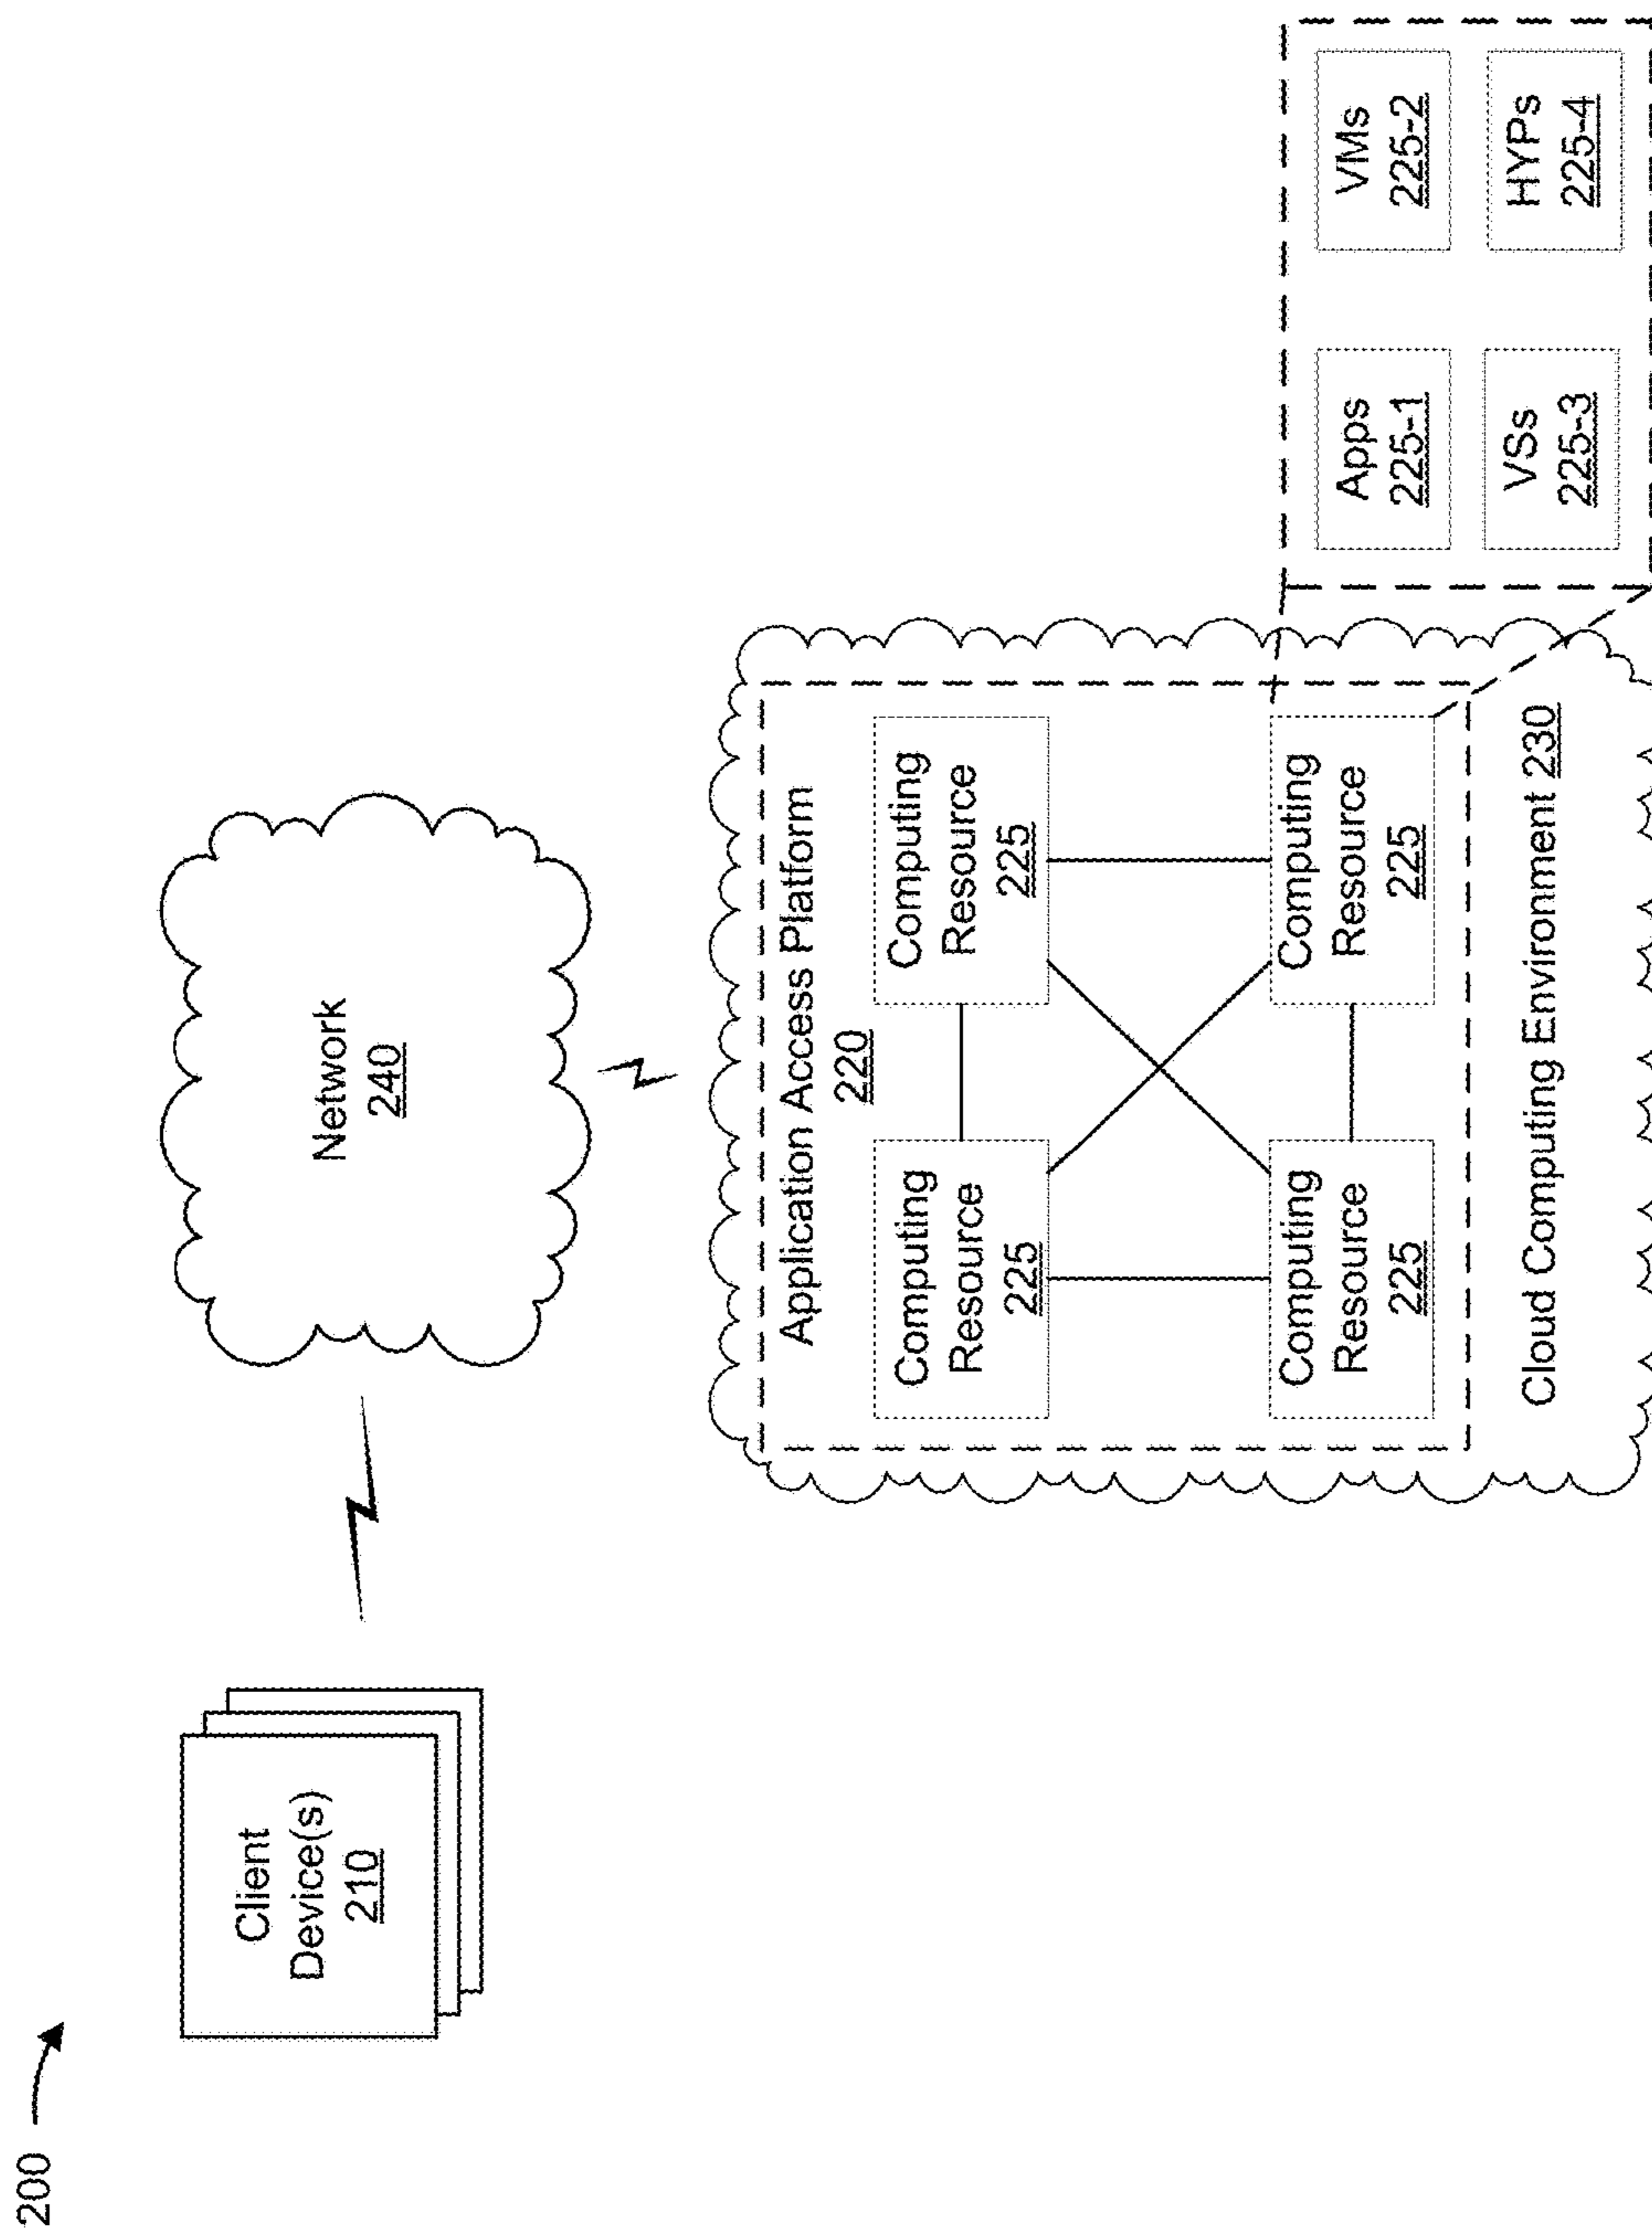 200
Client
Device(s)
210
Network
240
Application Access Platform
220
Computing
Resource
225
Computing
Resource
225
Computing
Resource
225
Computing
Resource
225
Cloud Computing Environment 230
Apps
225-1
VMs
225-2
VSs
225-3
HYPs
225-4